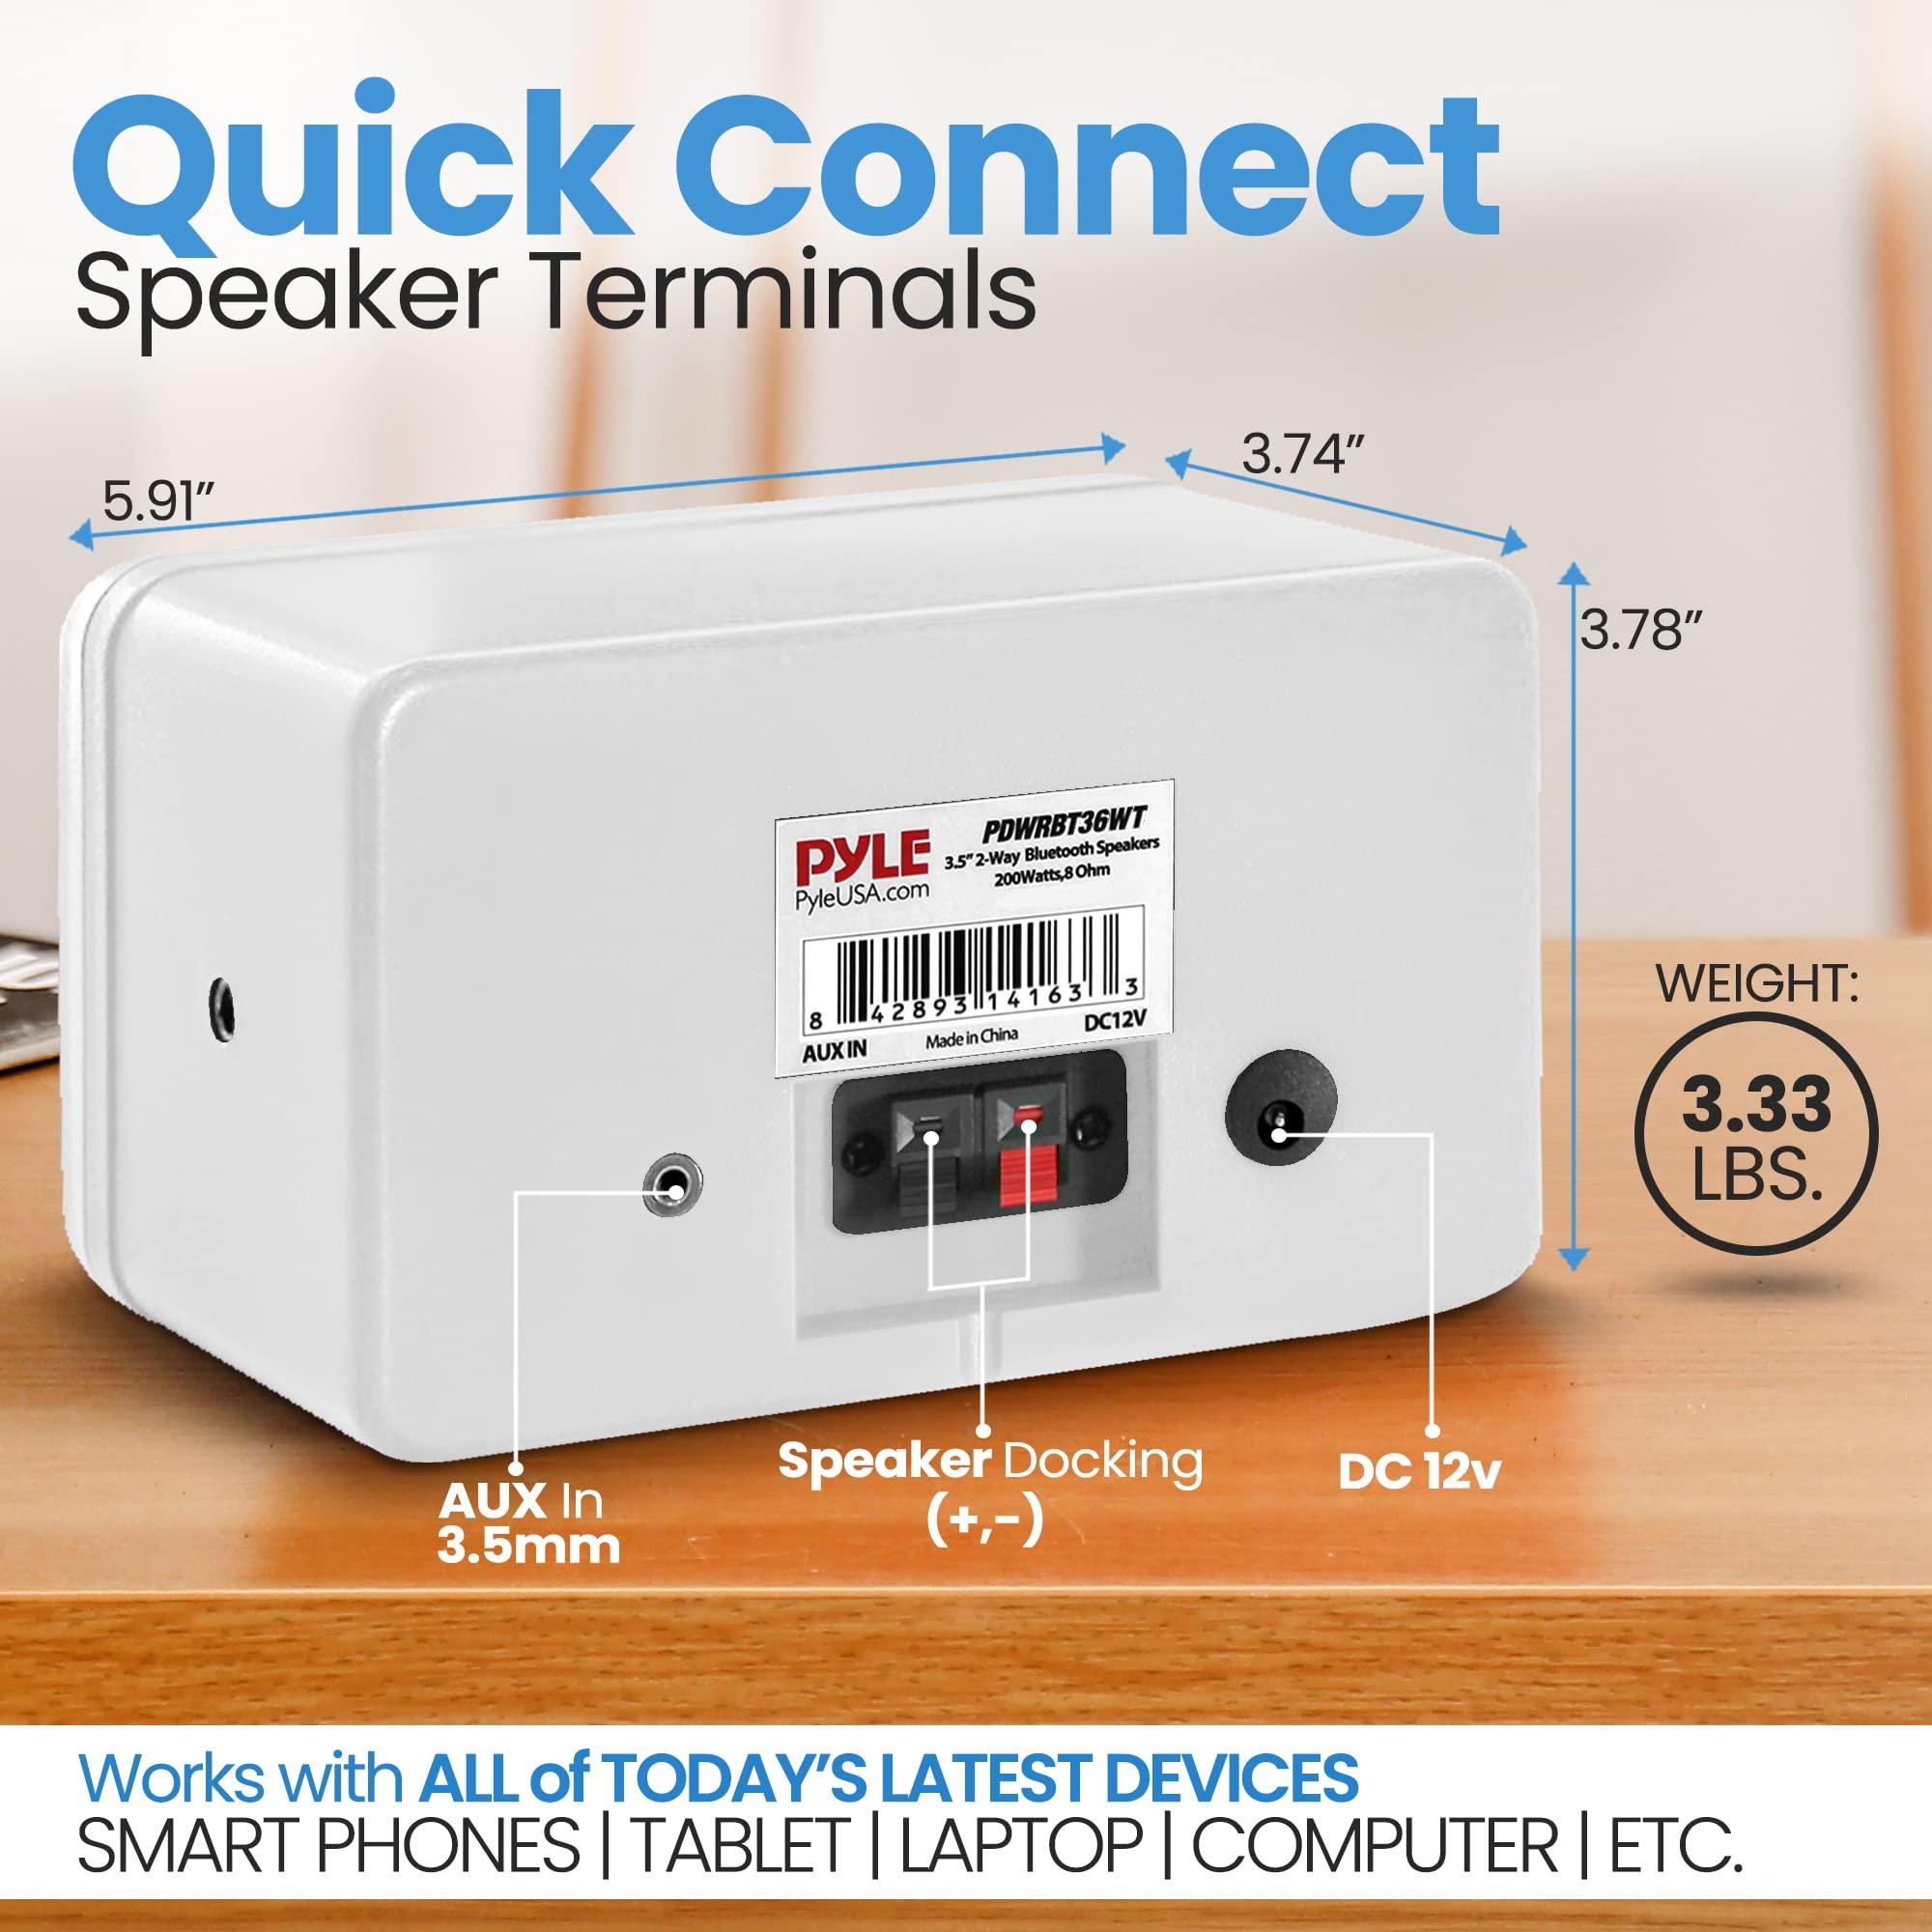 Quick Connect
Speaker Terminals
5.91”
3.74”
3.78”
PYLE
PyleUSA.com
PDWRBT36WT
3.5” 2-Way Bluetooth Speakers
200Watts,8 Ohm
8 42893 14163 3
AUX IN
Made in China
DC12V
WEIGHT:
3.33
LBS.
AUX In
3.5mm
Speaker Docking
(+,-)
DC 12v
Works with ALL of TODAY’S LATEST DEVICES
SMART PHONES | TABLET | LAPTOP | COMPUTER | ETC.